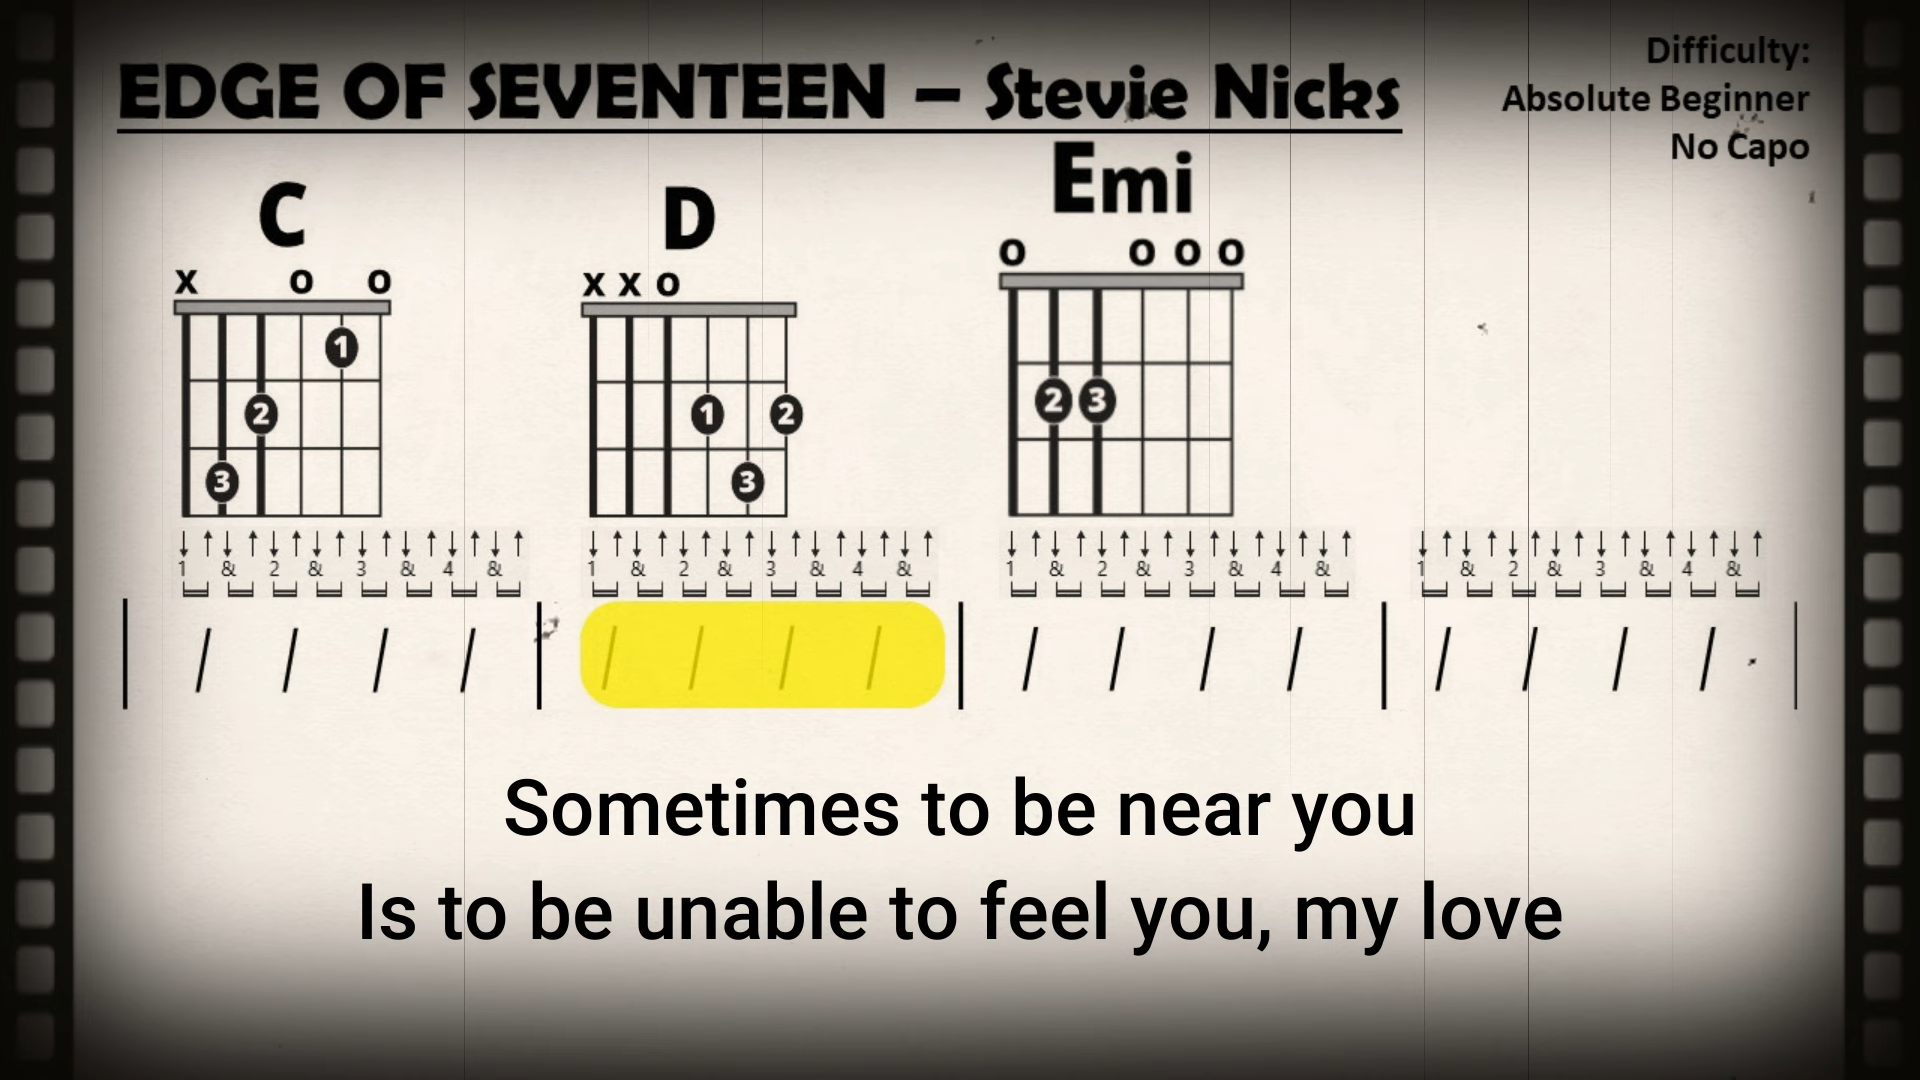 EDGE OF SEVENTEEN – Stevie Nicks
Difficulty:
Absolute Beginner
No Capo
C
D
Emi
x o o
x x o
o o o o
1
2
3
1
2
3
2 3
1 & 2 & 3 & 4 &
1 & 2 & 3 & 4 &
1 & 2 & 3 & 4 &
1 & 2 & 3 & 4 &
Sometimes to be near you
Is to be unable to feel you, my love